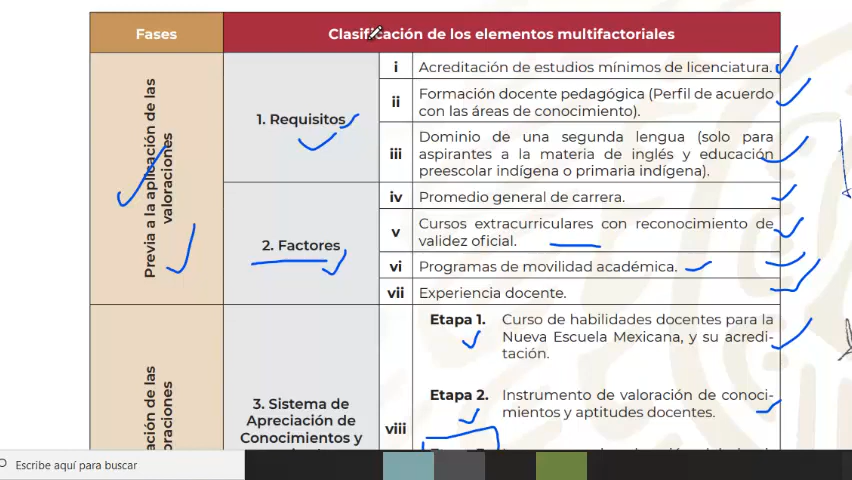 Fases
Clasificación de los elementos multifactoriales
Previa a la aplicación de las
valoraciones
1. Requisitos
i Acreditación de estudios mínimos de licenciatura.
ii Formación docente pedagógica (Perfil de acuerdo
con las áreas de conocimiento).
iii Dominio de una segunda lengua (solo para
aspirantes a la materia de inglés y educación
preescolar indígena o primaria indígena).
2. Factores
iv Promedio general de carrera.
v Cursos extracurriculares con reconocimiento de
validez oficial.
vi Programas de movilidad académica.
vii Experiencia docente.
ación de las
oraciones
3. Sistema de
Apreciación de
Conocimientos y
viii
Etapa 1. Curso de habilidades docentes para la
Nueva Escuela Mexicana, y su acredi-
tación.
Etapa 2. Instrumento de valoración de conoci-
mientos y aptitudes docentes.
Escribe aquí para buscar